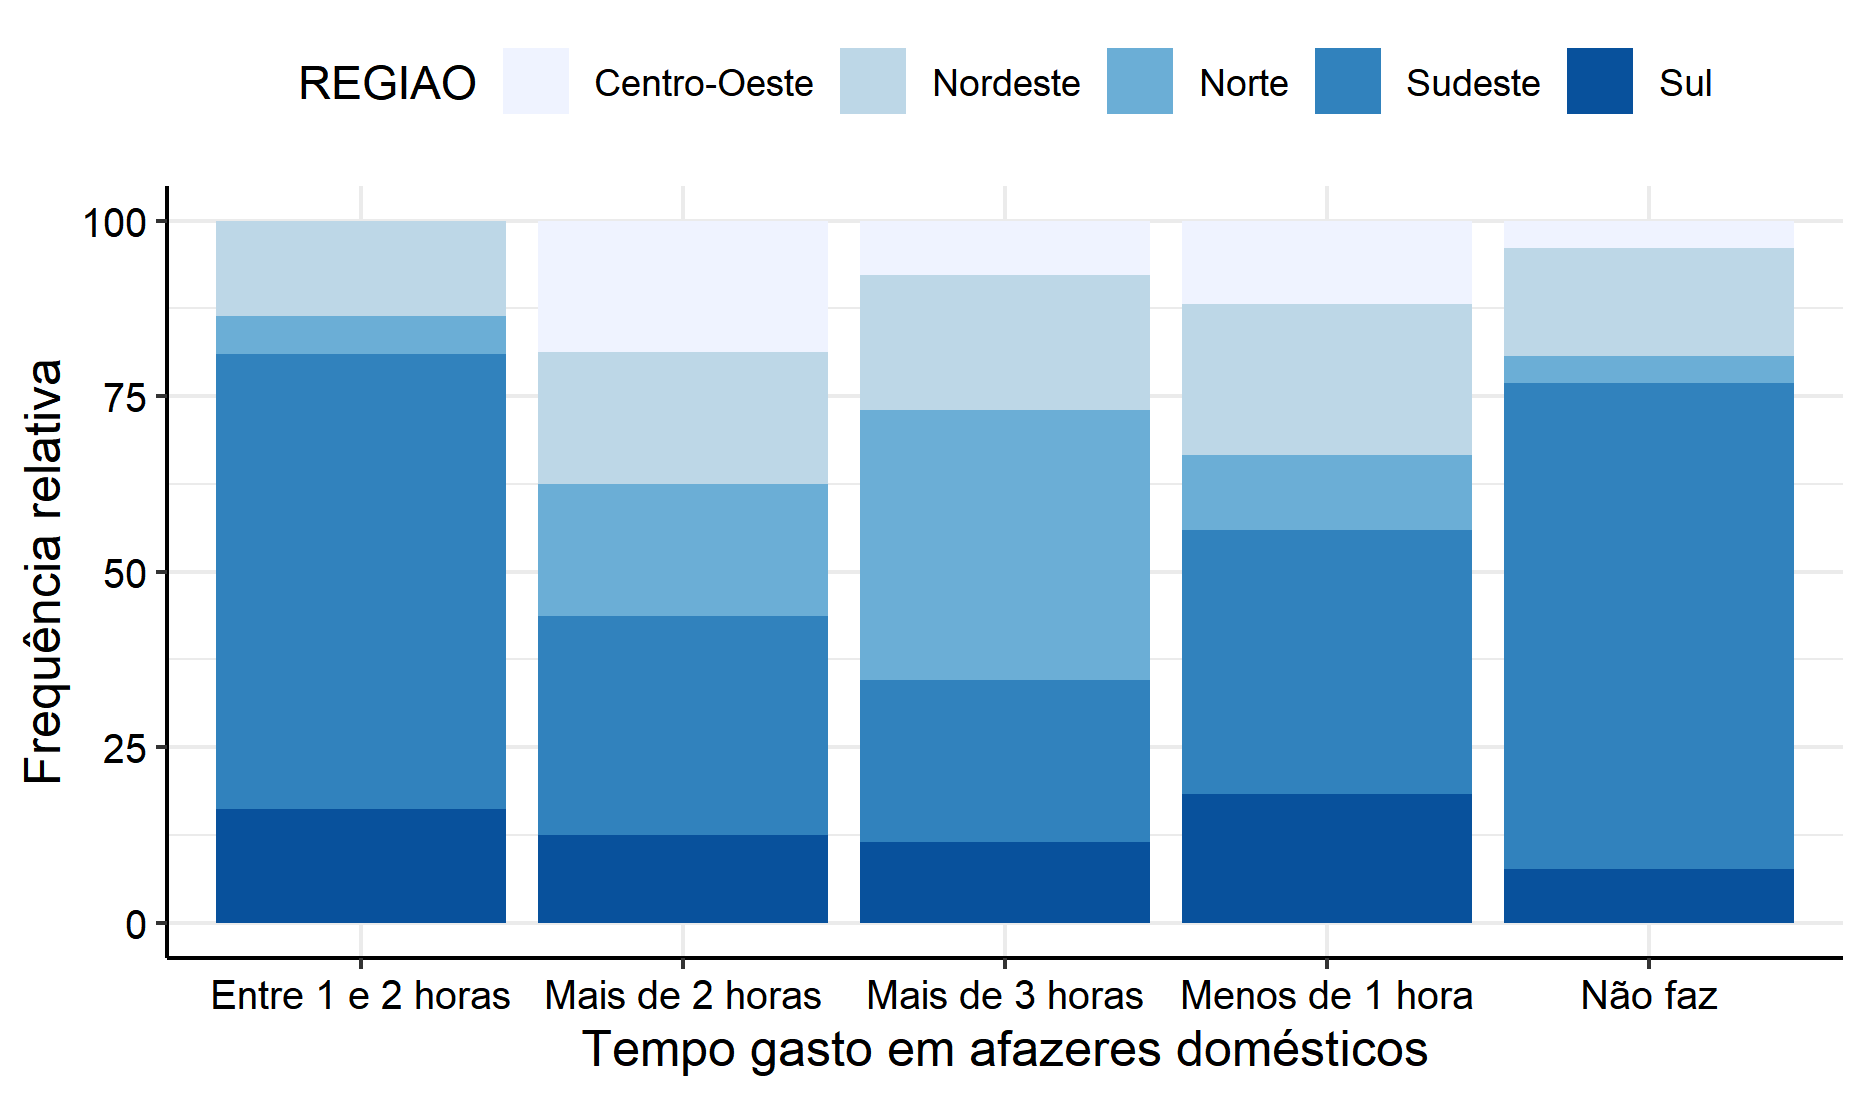 REGIAO Centro-Oeste Nordeste Norte Sudeste Sul
Frequência relativa
100
75
50
25
0
Entre 1 e 2 horas Mais de 2 horas Mais de 3 horas Menos de 1 hora Não faz
Tempo gasto em afazeres domésticos